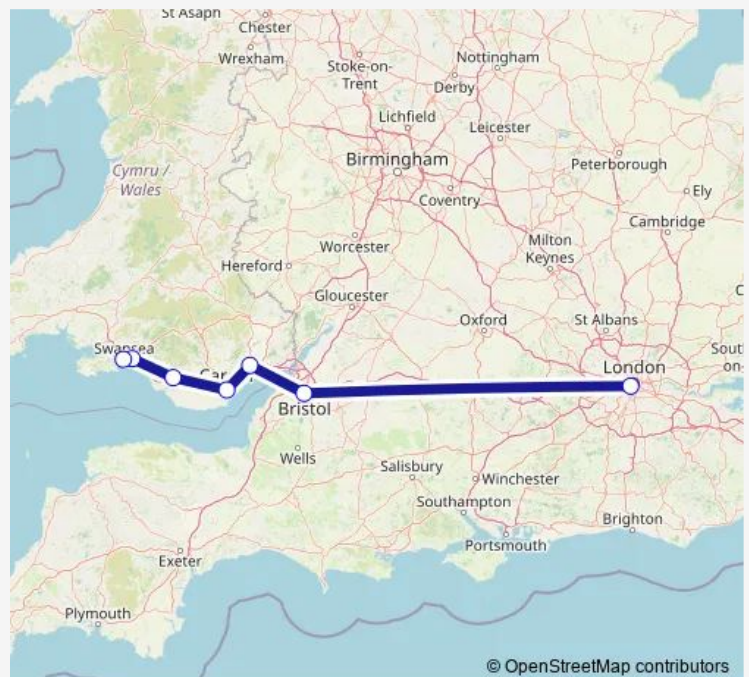 St Asaph
Chester
Wrexham
Stoke-on-
Trent
Nottingham
Derby
Lichfield
Leicester
Birmingham
Peterborough
Cymru /
Wales
Coventry
Ely
Cambridge
Worcester
Milton
Keynes
Hereford
Gloucester
Oxford
St Albans
Swansea
London
Bristol
Wells
Salisbury
Winchester
Southampton
Brighton
Portsmouth
Exeter
Plymouth
© OpenStreetMap contributors